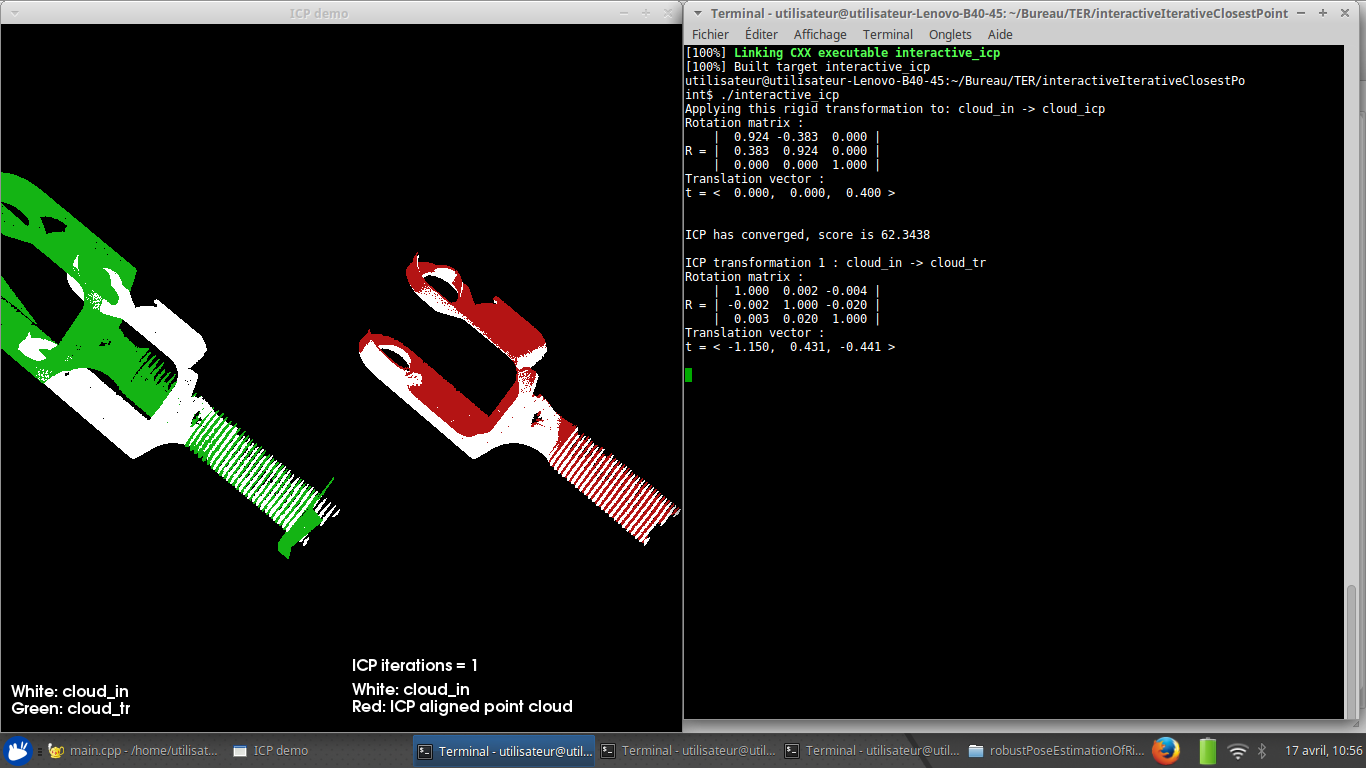 ICP demo
ICP iterations = 1
White: cloud_in
Green: cloud_tr
White: cloud_in
Red: ICP aligned point cloud
Terminal - utilisateur@utilisateur-Lenovo-B40-45: ~/Bureau/TER/interactiveIterativeClosestPoint
Fichier Éditer Affichage Terminal Onglets Aide
[100%] Linking CXX executable interactive_icp
[100%] Built target interactive_icp
utilisateur@utilisateur-Lenovo-B40-45:~/Bureau/TER/interactiveIterativeClosestPo
int$ ./interactive_icp
Applying this rigid transformation to: cloud_in -> cloud_icp
Rotation matrix :
    |  0.924 -0.383  0.000 |
R = |  0.383  0.924  0.000 |
    |  0.000  0.000  1.000 |
Translation vector :
t = <  0.000,  0.000,  0.400 >
ICP has converged, score is 62.3438
ICP transformation 1 : cloud_in -> cloud_tr
Rotation matrix :
    |  1.000  0.002 -0.004 |
R = | -0.002  1.000 -0.020 |
    |  0.003  0.020  1.000 |
Translation vector :
t = < -1.150,  0.431, -0.441 >
main.cpp - /home/utilisat... ICP demo Terminal - utilisateur@util... Terminal - utilisateur@util... Terminal - utilisateur@util... robustPoseEstimationOfRi... 17 avril, 10:56